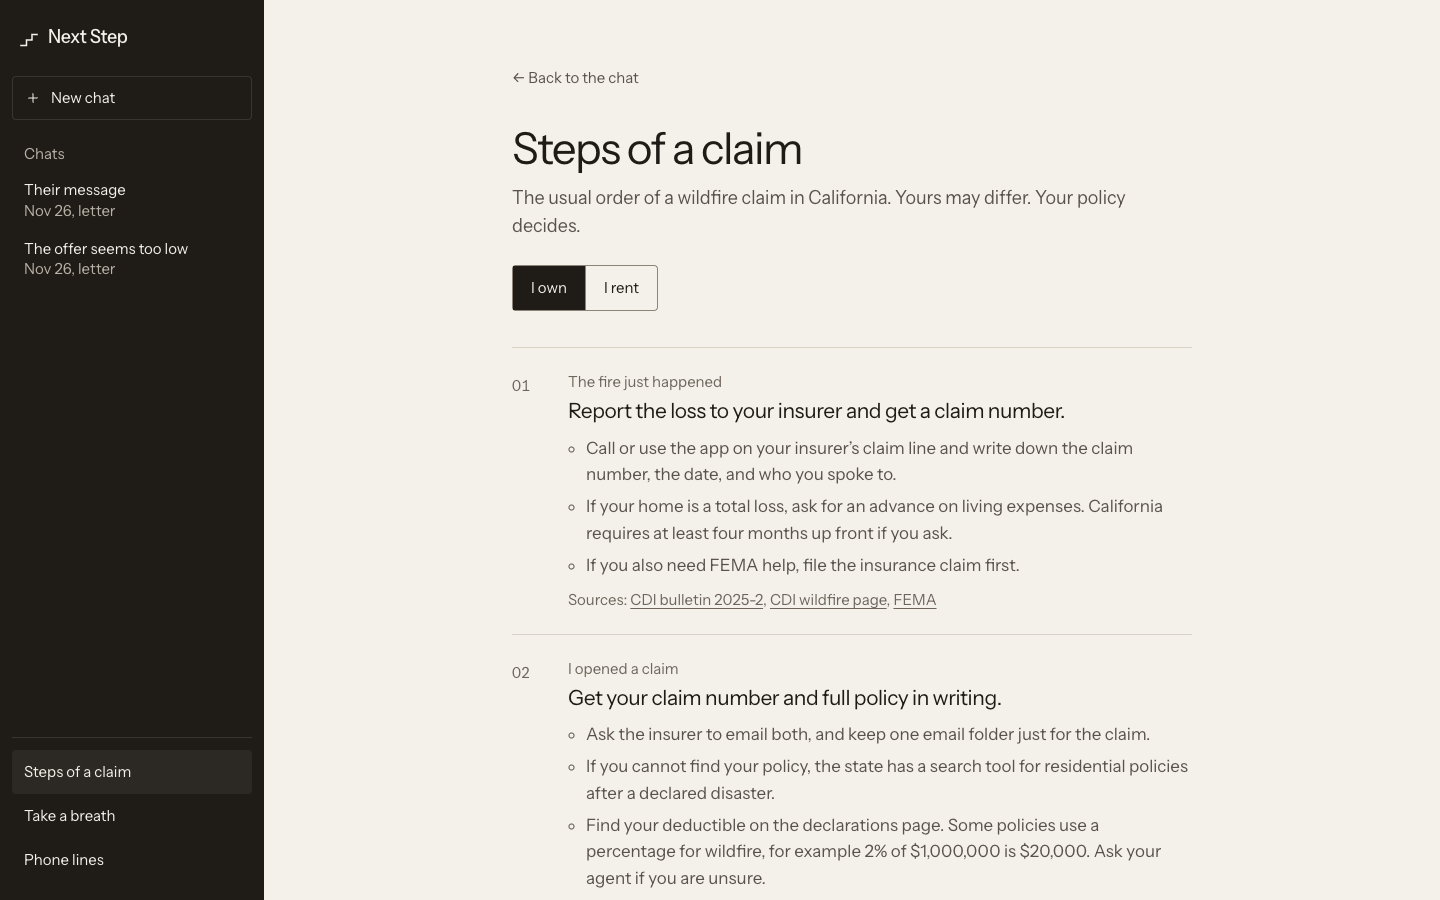 Next Step
+ New chat
Chats
Their message
Nov 26, letter
The offer seems too low
Nov 26, letter
Steps of a claim
Take a breath
Phone lines
← Back to the chat
Steps of a claim
The usual order of a wildfire claim in California. Yours may differ. Your policy
decides.
I own
I rent
01
The fire just happened
Report the loss to your insurer and get a claim number.
Call or use the app on your insurer’s claim line and write down the claim
number, the date, and who you spoke to.
If your home is a total loss, ask for an advance on living expenses. California
requires at least four months up front if you ask.
If you also need FEMA help, file the insurance claim first.
Sources: CDI bulletin 2025-2, CDI wildfire page, FEMA
02
I opened a claim
Get your claim number and full policy in writing.
Ask the insurer to email both, and keep one email folder just for the claim.
If you cannot find your policy, the state has a search tool for residential policies
after a declared disaster.
Find your deductible on the declarations page. Some policies use a
percentage for wildfire, for example 2% of $1,000,000 is $20,000. Ask your
agent if you are unsure.